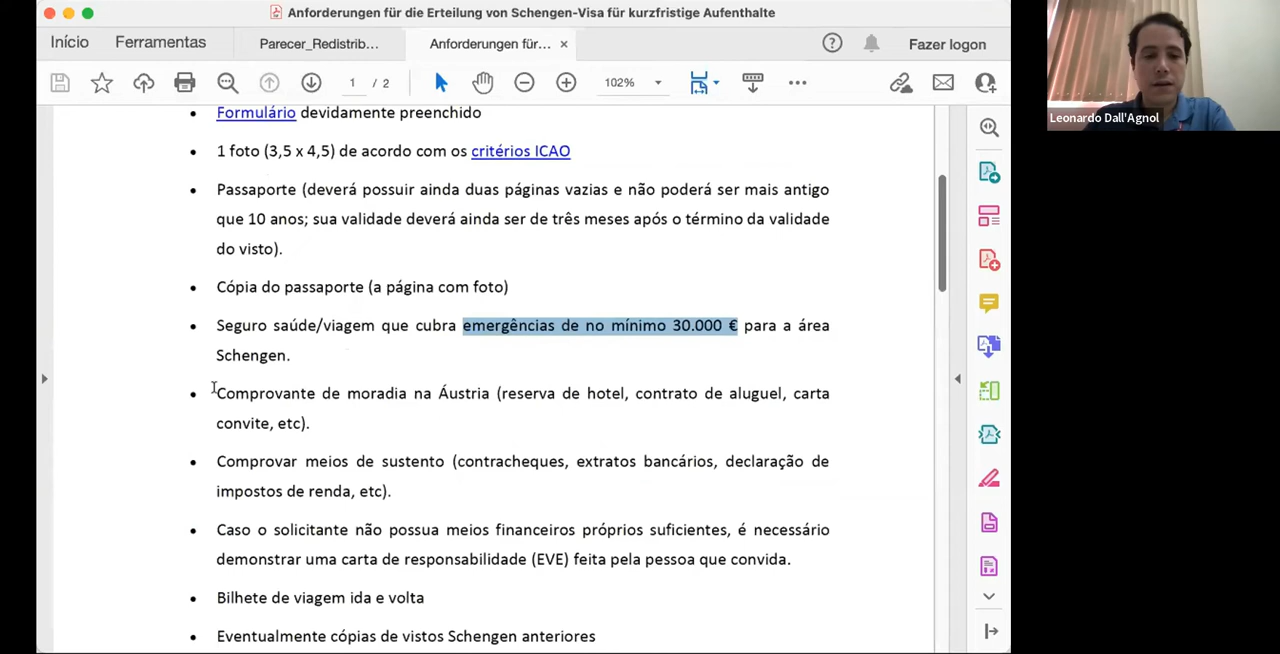 Anforderungen für die Erteilung von Schengen-Visa für kurzfristige Aufenthalte
Início Ferramentas Parecer_Redistrib... Anforderungen für... × Fazer logon
1 / 2 102%
Formulário devidamente preenchido
1 foto (3,5 x 4,5) de acordo com os critérios ICAO
Passaporte (deverá possuir ainda duas páginas vazias e não poderá ser mais antigo
que 10 anos; sua validade deverá ainda ser de três meses após o término da validade
do visto).
Cópia do passaporte (a página com foto)
Seguro saúde/viagem que cubra emergências de no mínimo 30.000 € para a área
Schengen.
Comprovante de moradia na Áustria (reserva de hotel, contrato de aluguel, carta
convite, etc).
Comprovar meios de sustento (contracheques, extratos bancários, declaração de
impostos de renda, etc).
Caso o solicitante não possua meios financeiros próprios suficientes, é necessário
demonstrar uma carta de responsabilidade (EVE) feita pela pessoa que convida.
Bilhete de viagem ida e volta
Eventualmente cópias de vistos Schengen anteriores
Leonardo Dall'Agnol